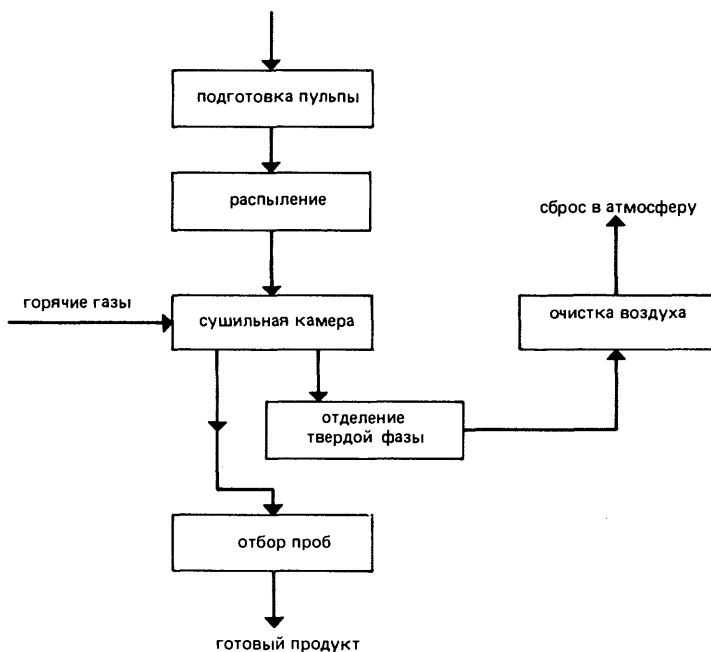 подготовка пульпы
распыление
сброс в атмосферу
горячие газы
сушильная камера
очистка воздуха
отделение
твердой фазы
отбор проб
готовый продукт